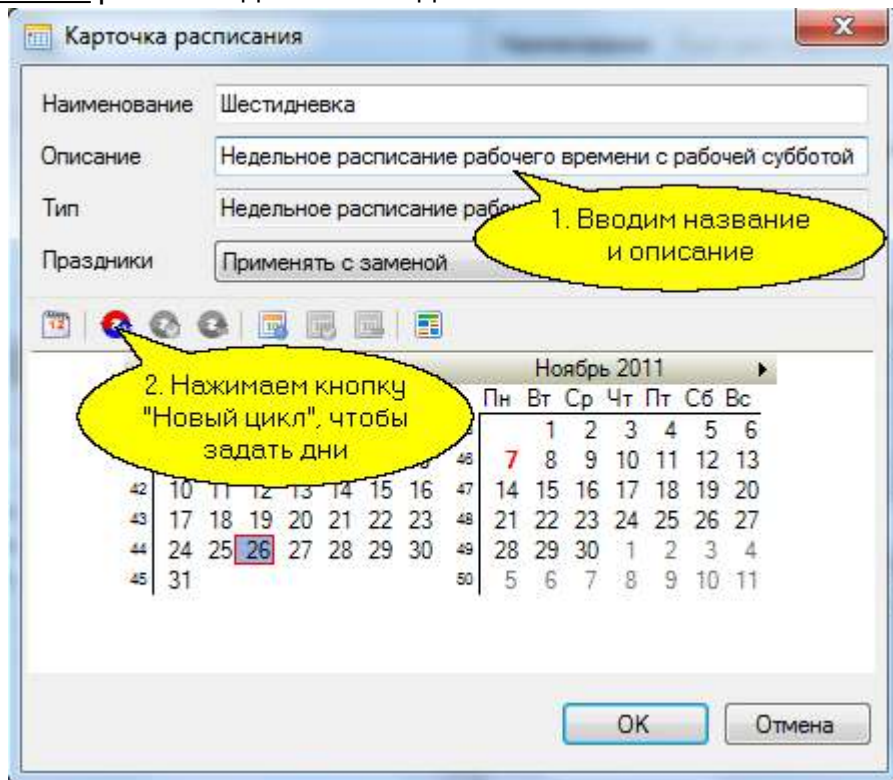 Карточка расписания
Наименование Шестидневка
Описание Недельное расписание рабочего времени с рабочей субботой
Тип Недельное расписание
Праздники Применять с заменой
1. Вводим название
и описание
12
2. Нажимаем кнопку
"Новый цикл", чтобы
задать дни
Ноябрь 2011
Пн Вт Ср Чт Пт Сб Вс
1 2 3 4 5 6
46 7 8 9 10 11 12 13
42 10 11 12 13 14 15 16 47 14 15 16 17 18 19 20
43 17 18 19 20 21 22 23 48 21 22 23 24 25 26 27
44 24 25 26 27 28 29 30 49 28 29 30 1 2 3 4
45 31 50 5 6 7 8 9 10 11
OK Отмена